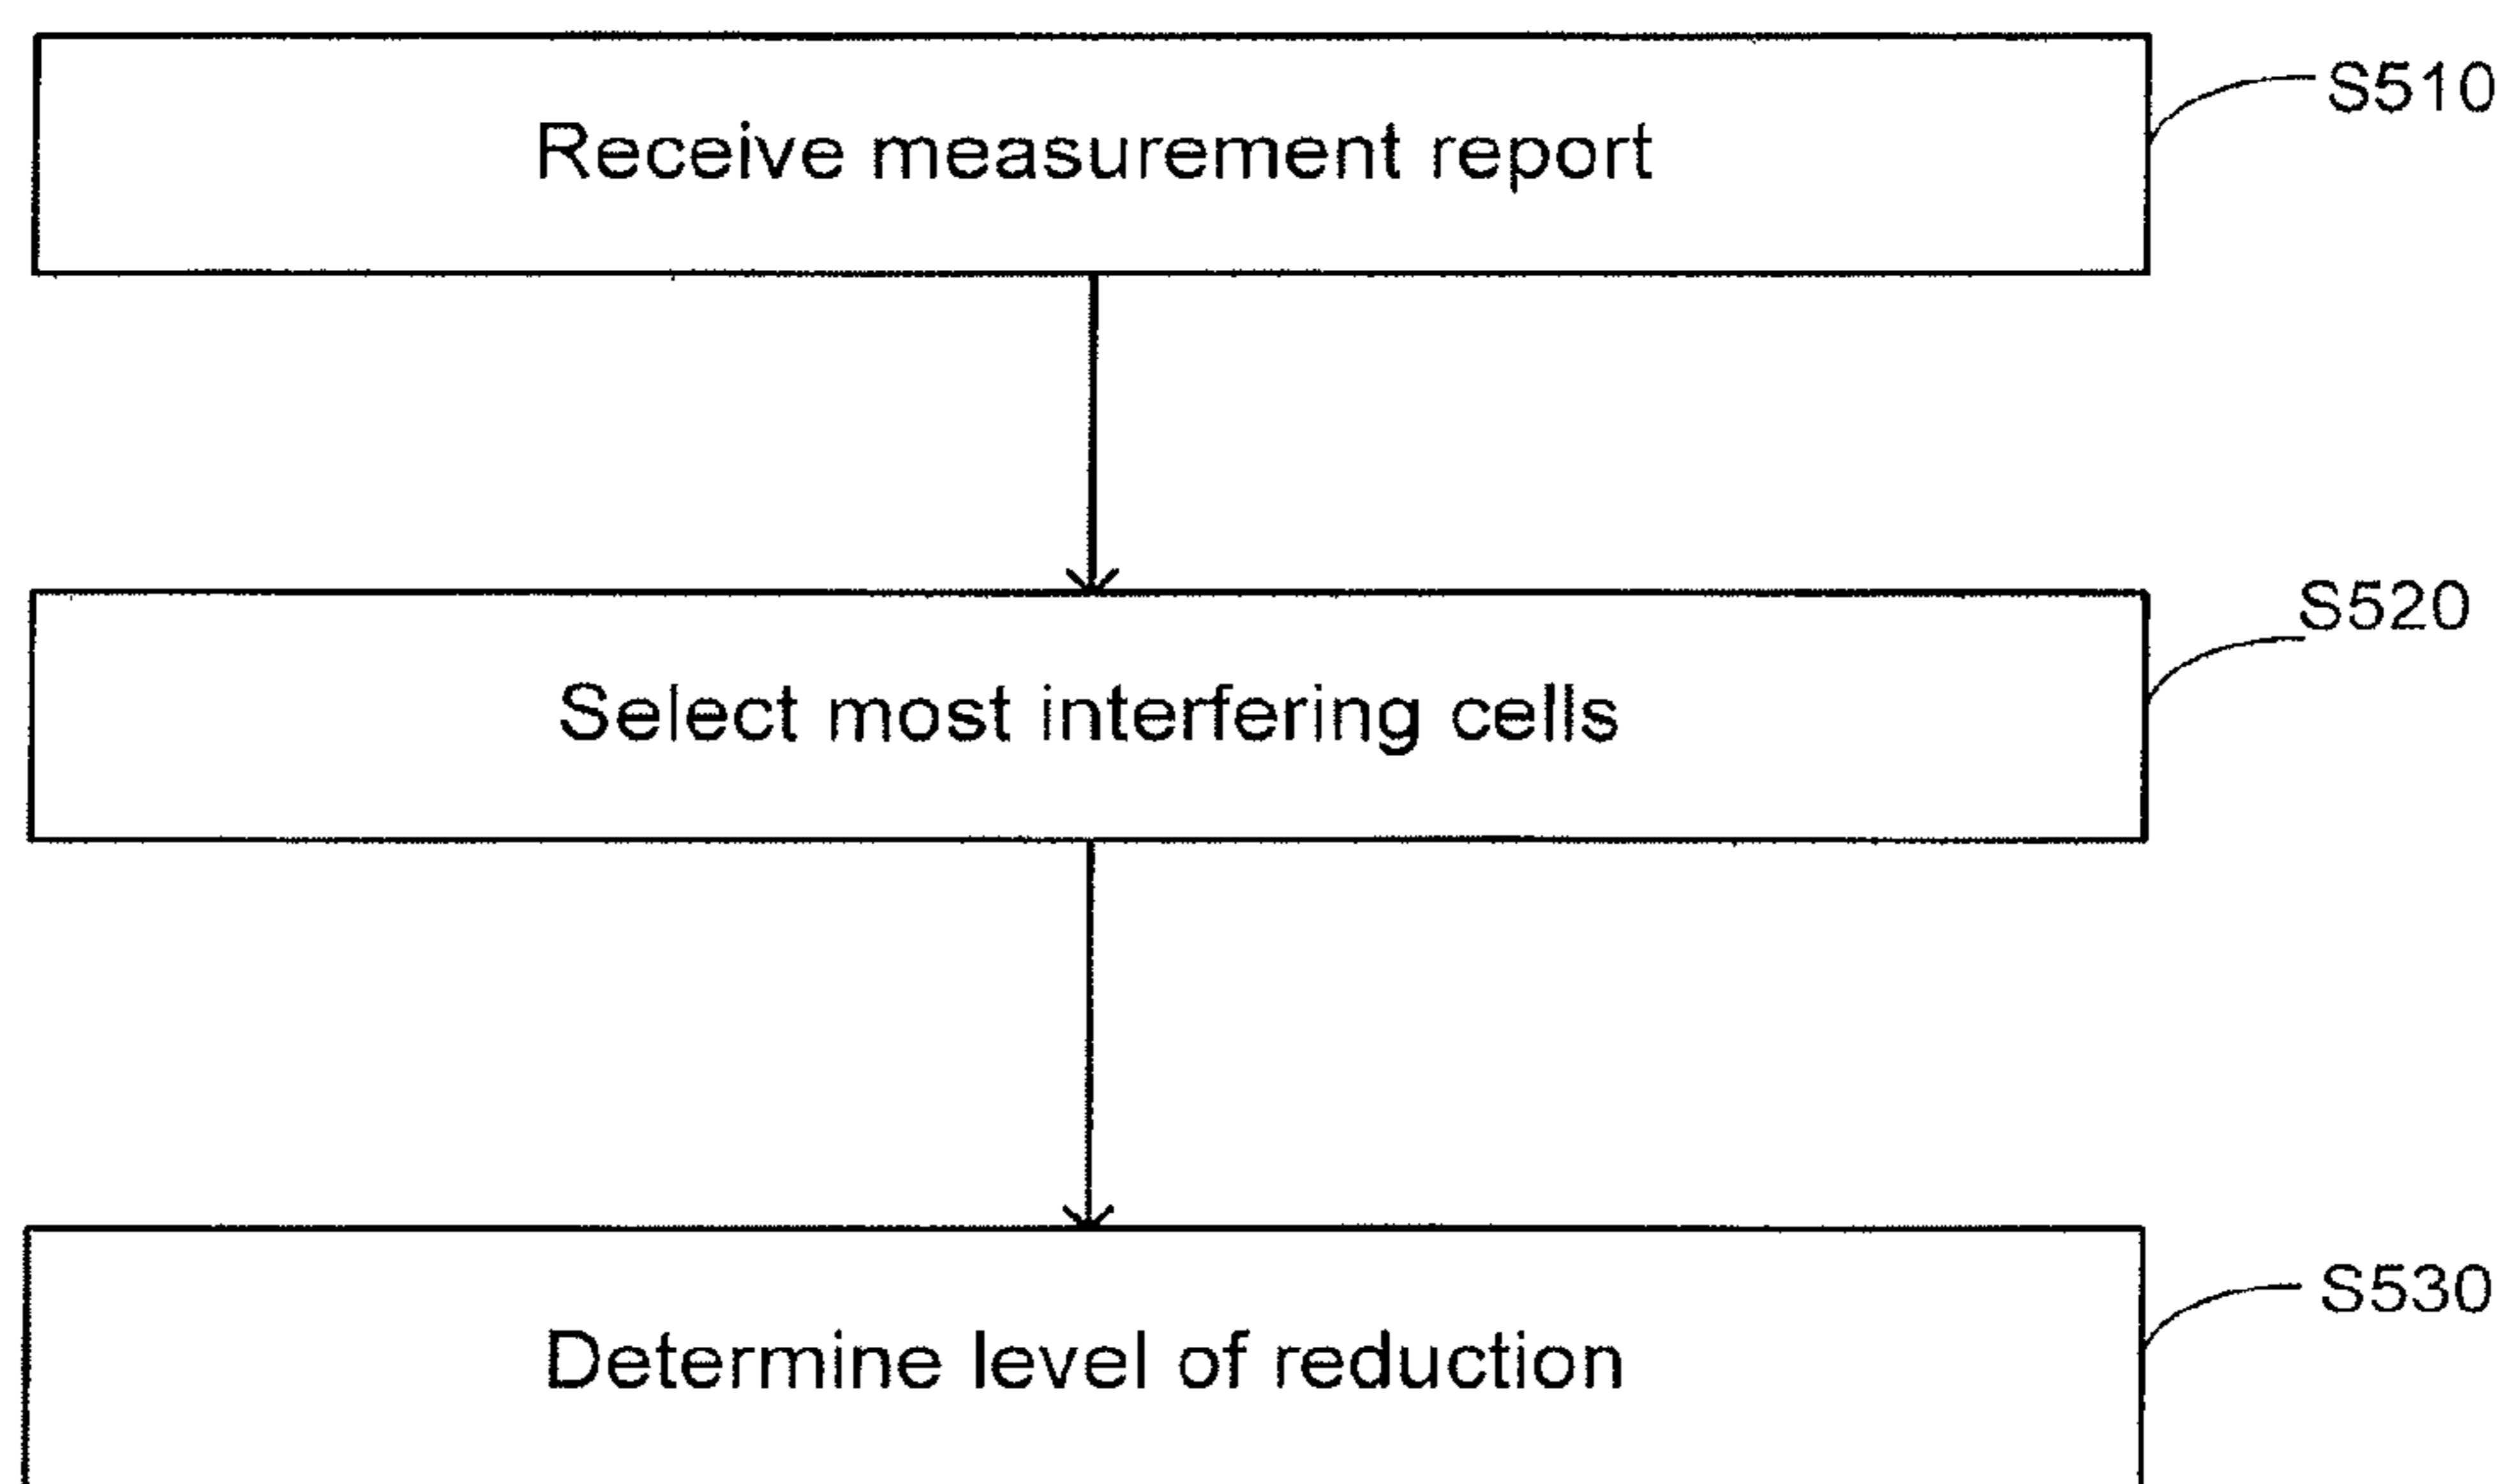 S510
Receive measurement report
S520
Select most interfering cells
S530
Determine level of reduction